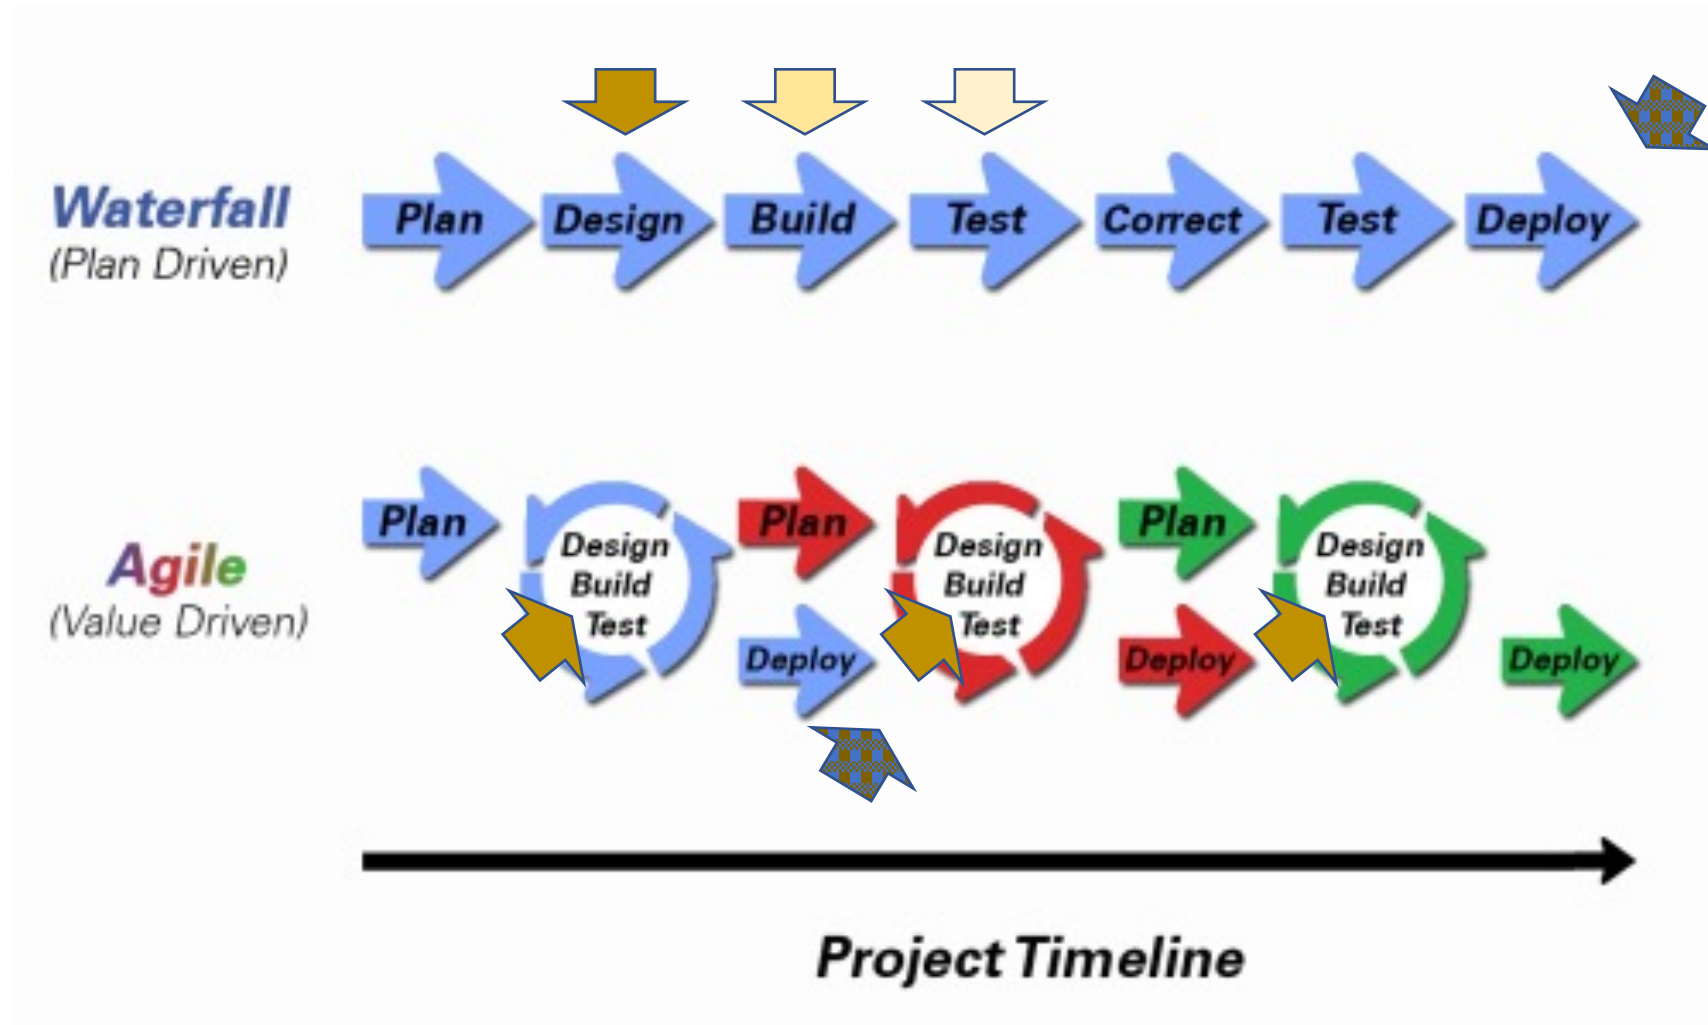 Waterfall
(Plan Driven)
Plan
Design
Build
Test
Correct
Test
Deploy
Agile
(Value Driven)
Plan
Design
Build
Test
Plan
Deploy
Design
Build
Test
Plan
Deploy
Design
Build
Test
Deploy
Project Timeline